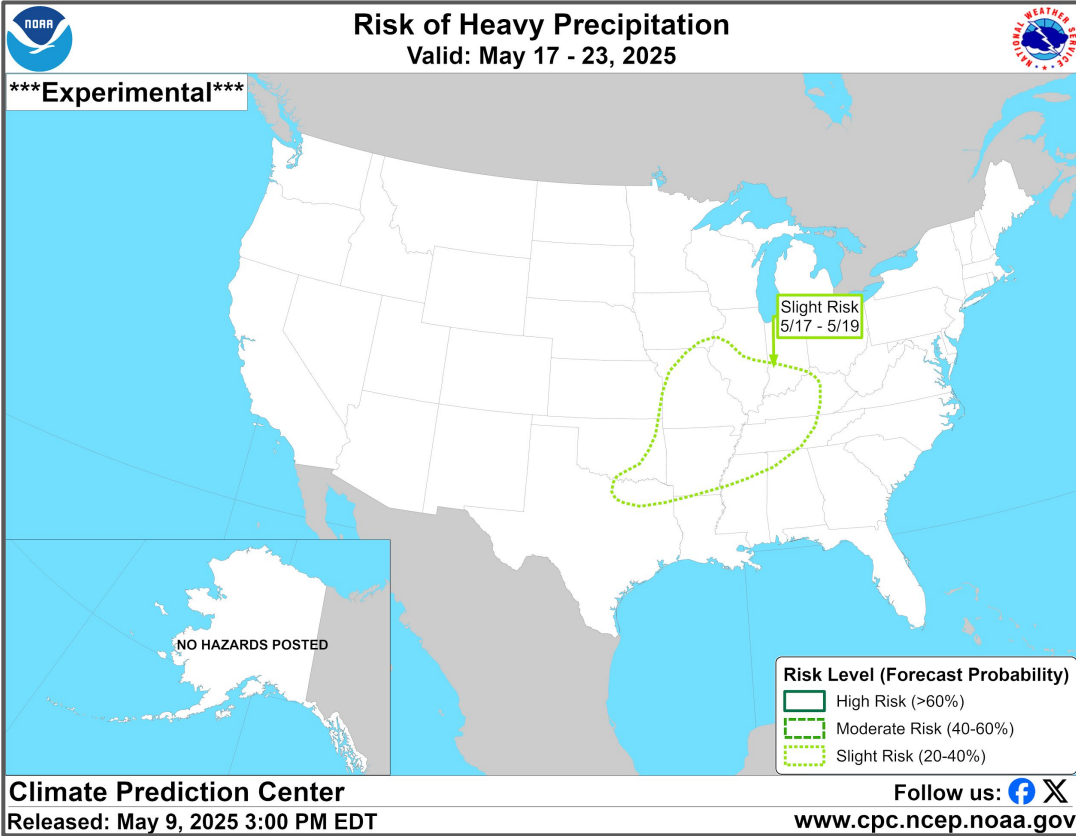 NOAA
Risk of Heavy Precipitation
Valid: May 17 - 23, 2025
NATIONAL WEATHER SERVICE
***Experimental***
Slight Risk
5/17 - 5/19
NO HAZARDS POSTED
Risk Level (Forecast Probability)
High Risk (>60%)
Moderate Risk (40-60%)
Slight Risk (20-40%)
Climate Prediction Center
Follow us:
Released: May 9, 2025 3:00 PM EDT
www.cpc.ncep.noaa.gov